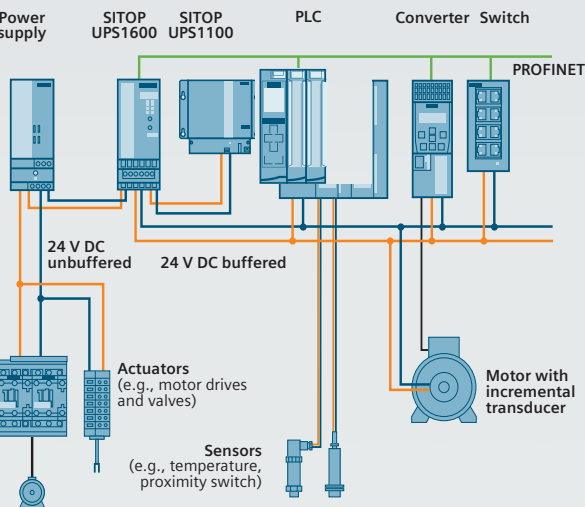 Power
supply
SITOP
UPS1600
SITOP
UPS1100
PLC
Converter
Switch
PROFINET
24 V DC
unbuffered
24 V DC buffered
Actuators
(e.g., motor drives
and valves)
Motor with
incremental
transducer
Sensors
(e.g., temperature,
proximity switch)